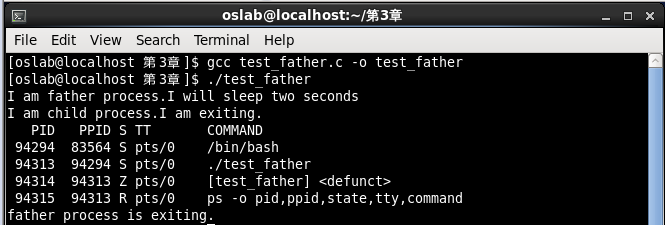 oslab@localhost:~/第3章
File Edit View Search Terminal Help
[oslab@localhost 第3章]$ gcc test_father.c -o test_father
[oslab@localhost 第3章]$ ./test_father
I am father process.I will sleep two seconds
I am child process.I am exiting.
   PID   PPID S TT       COMMAND
 94294  83564 S pts/0    /bin/bash
 94313  94294 S pts/0    ./test_father
 94314  94313 Z pts/0    [test_father] <defunct>
 94315  94313 R pts/0    ps -o pid,ppid,state,tty,command
father process is exiting.